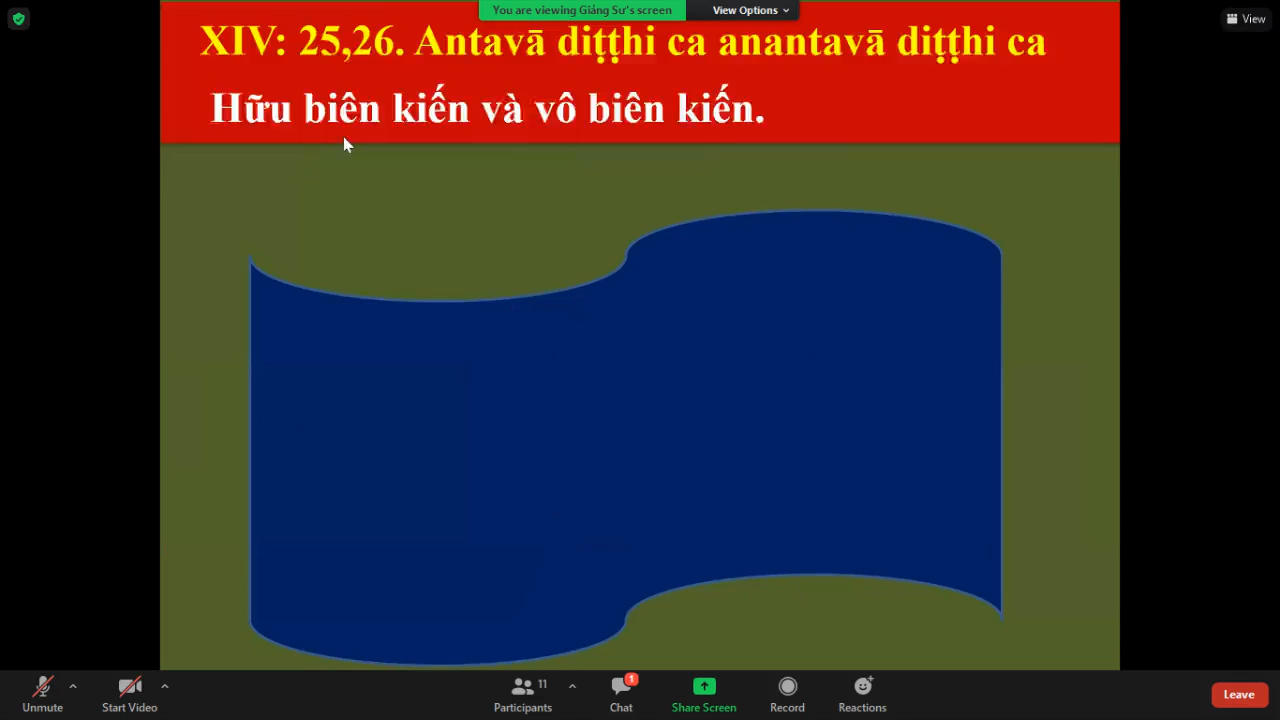 You are viewing Giảng Sư's screen
View Options
View
XIV: 25,26. Antavā diṭṭhi ca anantavā diṭṭhi ca
Hữu biên kiến và vô biên kiến.
Unmute
Start Video
Participants
11
Chat
1
Share Screen
Record
Reactions
Leave